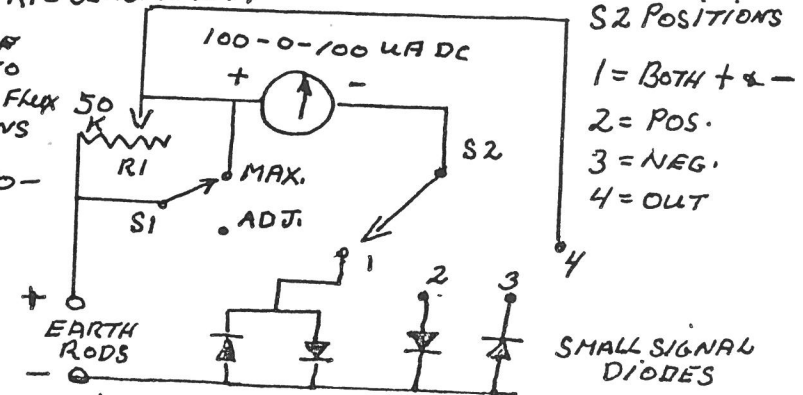 S2 POSITIONS
100-0-100 uA DC
+ -
1 = BOTH + & -
FLUX
50
K
2 = POS.
R1
S2
3 = NEG.
MAX.
4 = OUT
S1
ADJ.
1
4
2
3
+
EARTH
RODS
SMALL SIGNAL
DIODES
-